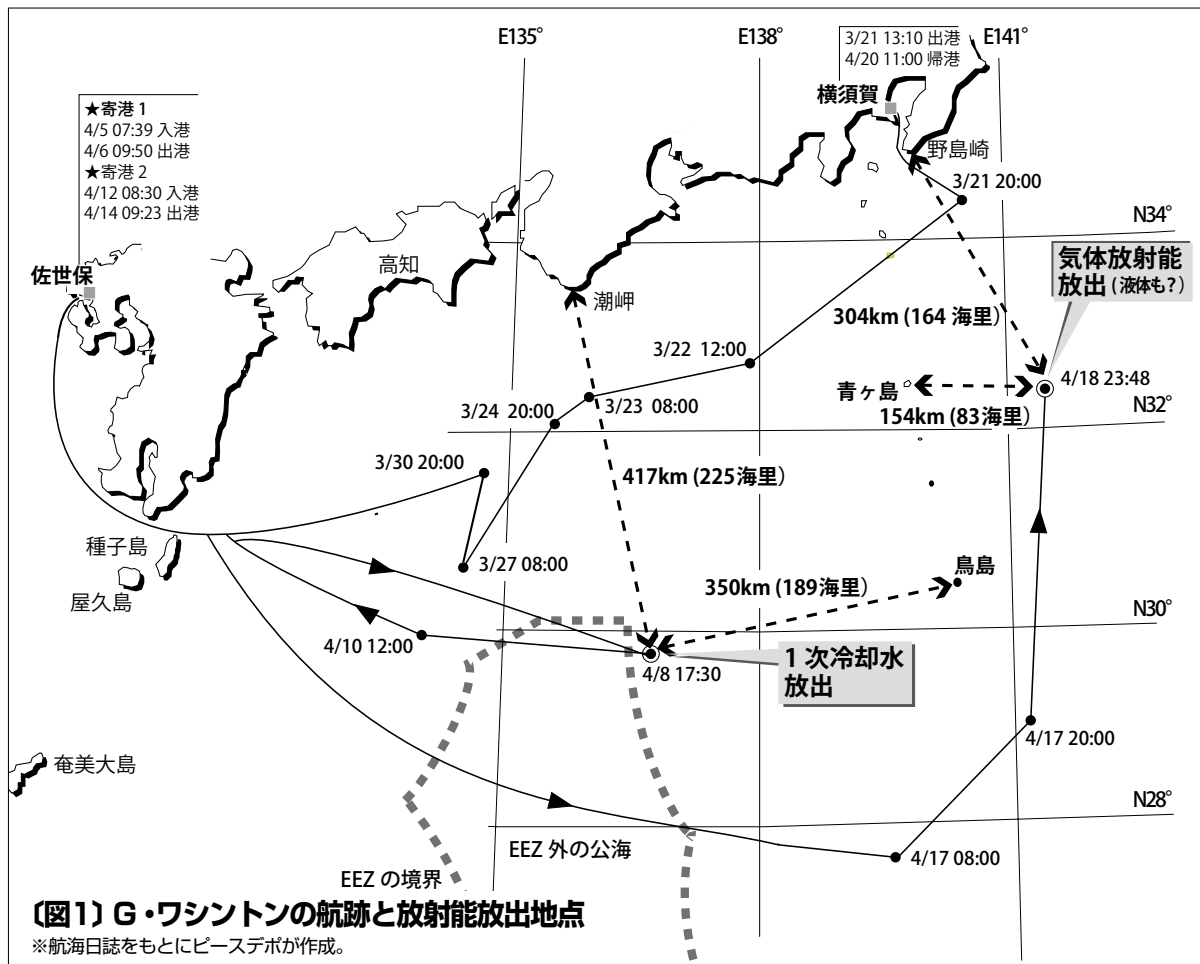 E135°
E138°
3/21 13:10 出港
4/20 11:00 帰港
E141°
★寄港 1
4/5 07:39 入港
4/6 09:50 出港
★寄港 2
4/12 08:30 入港
4/14 09:23 出港
横須賀
野島崎
3/21 20:00
N34°
佐世保
高知
潮岬
気体放射能
放出(液体も?)
304km (164 海里)
3/22 12:00
青ヶ島
4/18 23:48
3/24 20:00
3/23 08:00
154km (83海里)
N32°
3/30 20:00
417km (225海里)
種子島
3/27 08:00
鳥島
350km (189海里)
屋久島
N30°
4/10 12:00
1 次冷却水
放出
4/8 17:30
4/17 20:00
奄美大島
N28°
EEZ 外の公海
4/17 08:00
EEZ の境界
〔図1〕G・ワシントンの航跡と放射能放出地点
※航海日誌をもとにピースデポが作成。